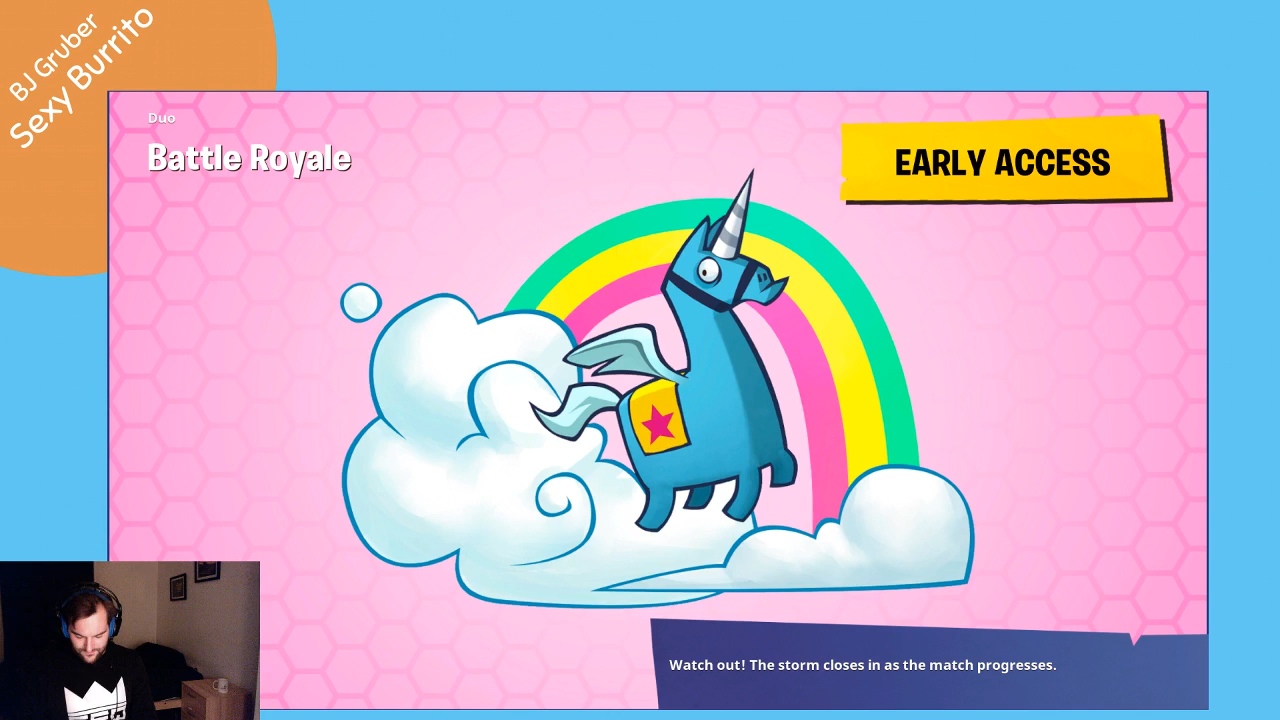 BJ Gruber
Sexy Burrito
Duo
Battle Royale
EARLY ACCESS
Watch out! The storm closes in as the match progresses.